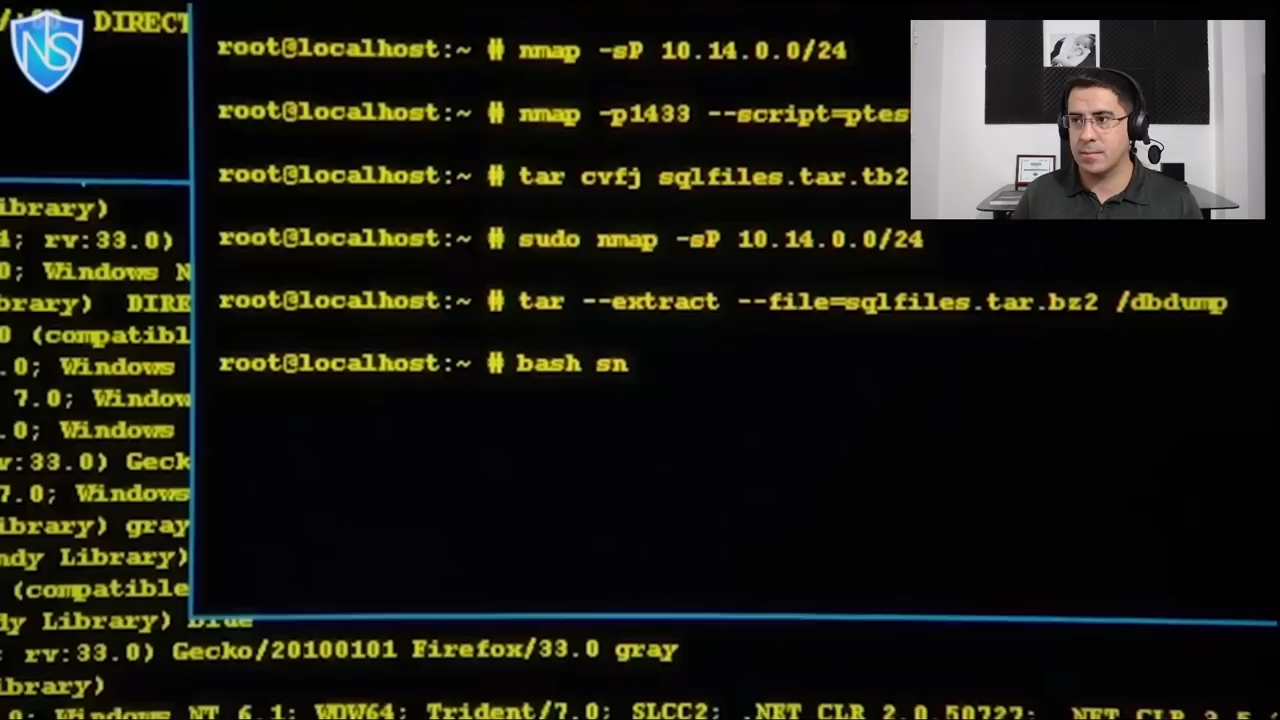 NS
DIRECT
root@localhost:~ # nmap -sP 10.14.0.0/24
root@localhost:~ # nmap -p1433 --script=ptes
root@localhost:~ # tar cvfj sqlfiles.tar.tb2
root@localhost:~ # sudo nmap -sP 10.14.0.0/24
root@localhost:~ # tar --extract --file=sqlfiles.tar.bz2 /dbdump
root@localhost:~ # bash sn
ibrary)
; rv:33.0)
0; Windows N
brary) DIRE
0 (compatibl
.0; Windows
7.0; Window
.0; Windows
v:33.0) Geck
7.0; Windows
ibrary) gray
ndy Library)
(compatible
dy Library) blue
; rv:33.0) Gecko/20100101 Firefox/33.0 gray
ibrary)
.0; Windows NT 6.1; WOW64; Trident/7.0; SLCC2; .NET CLR 2.0.50727; .NET CLR 3.5